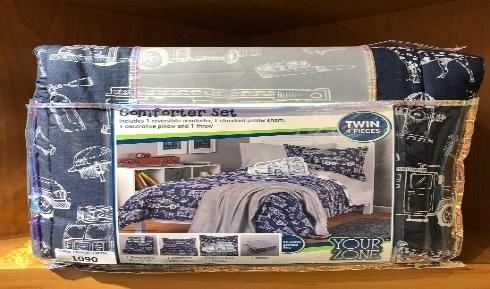 Comforter Set
Includes 1 reversible comforter, 1 standard pillow sham,
1 decorative pillow and 1 throw
TWIN
4 PIECES
YOUR
ZONE
1090